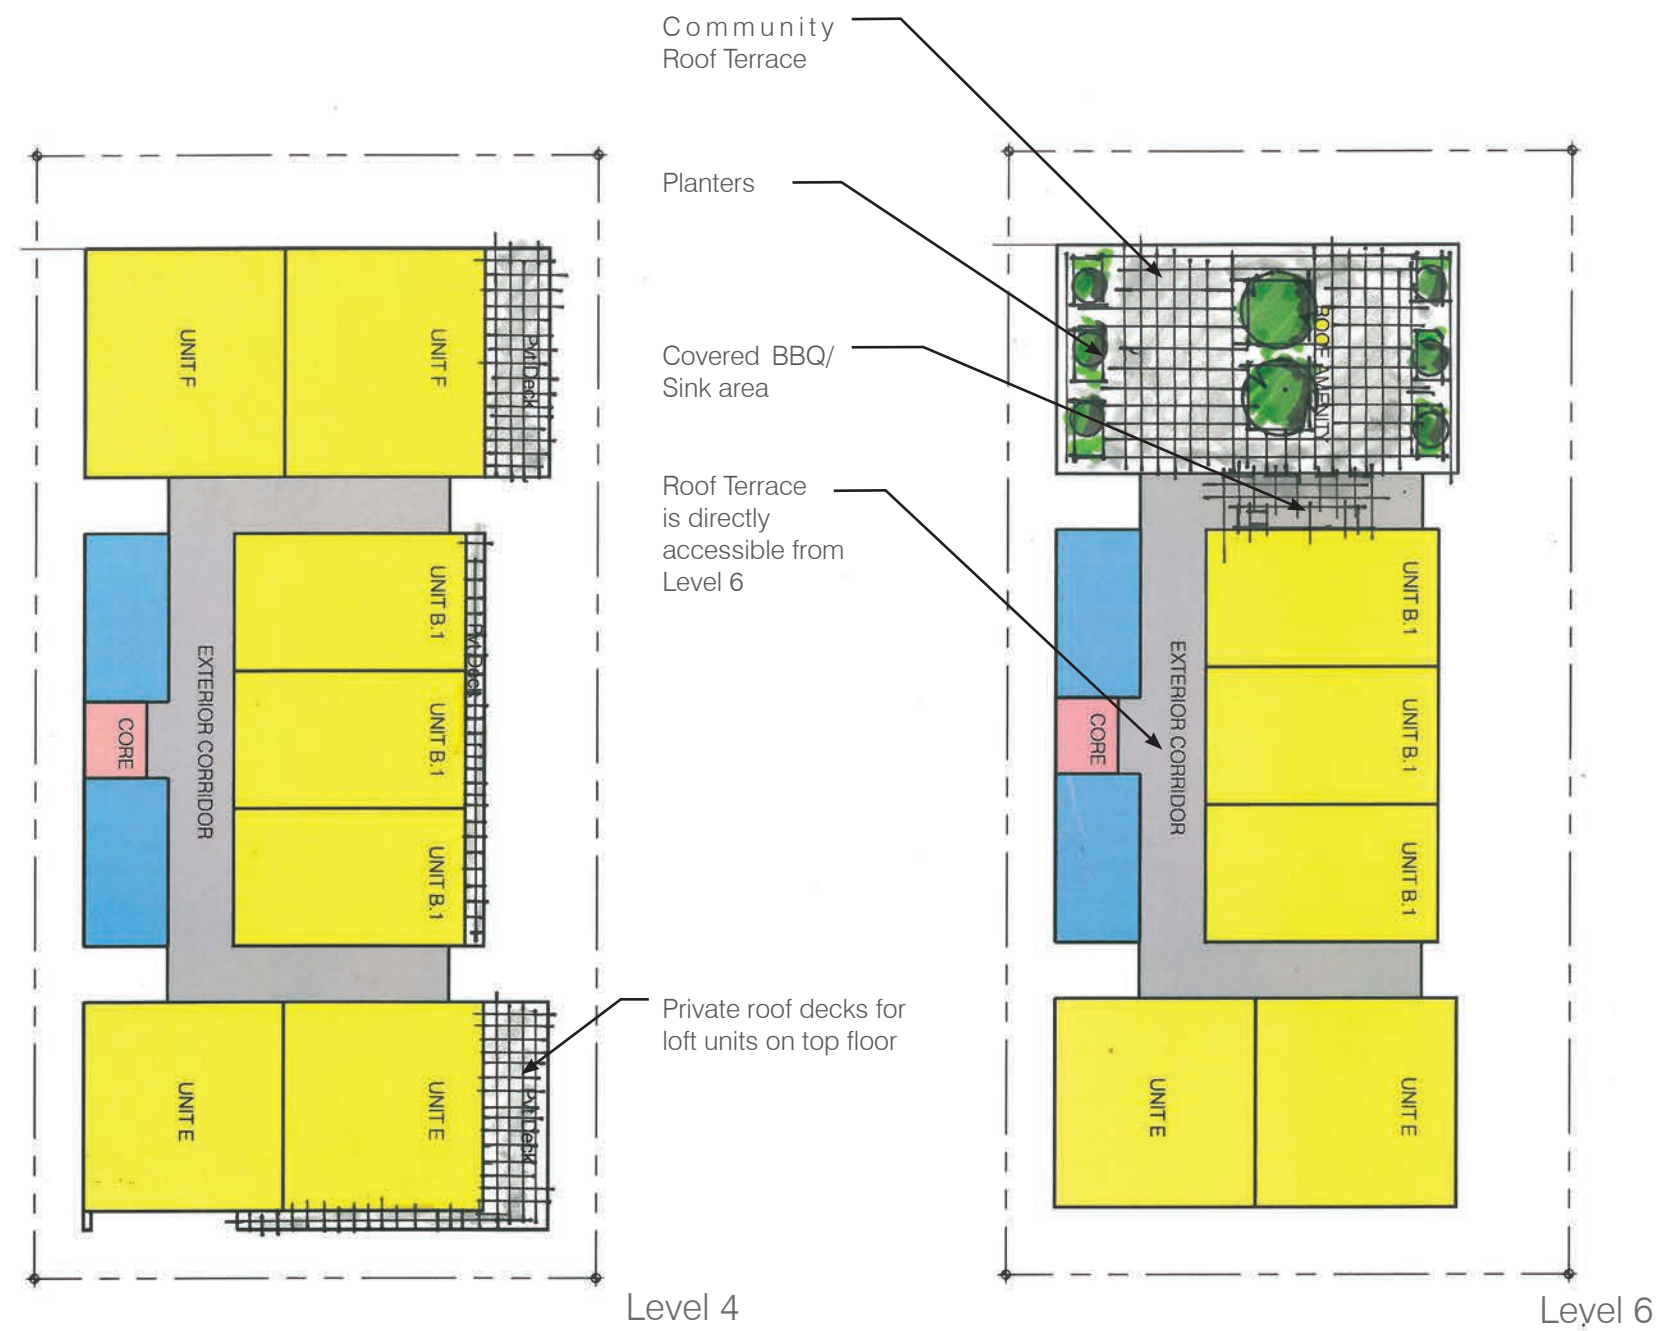 Community
Roof Terrace
Planters
Covered BBQ/
Sink area
Roof Terrace
is directly
accessible from
Level 6
Private roof decks for
loft units on top floor
UNIT F
UNIT F
Pvt Deck
UNIT B.1
UNIT B.1
UNIT B.1
Pvt Deck
CORE
EXTERIOR CORRIDOR
UNIT E
UNIT E
Pvt Deck
Level 4
ROOF AMENITY
UNIT B.1
UNIT B.1
UNIT B.1
CORE
EXTERIOR CORRIDOR
UNIT E
UNIT E
Level 6